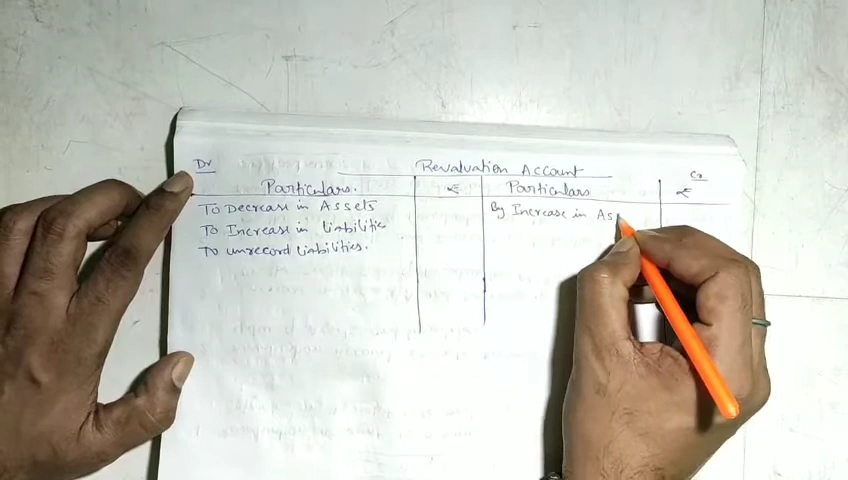 Dr Revaluation Account Cr
Particulars. ₹ Particulars ₹
To Decrease in Assets
By Increase in Ass
To Increase in liabilities
To unrecord liabilities.